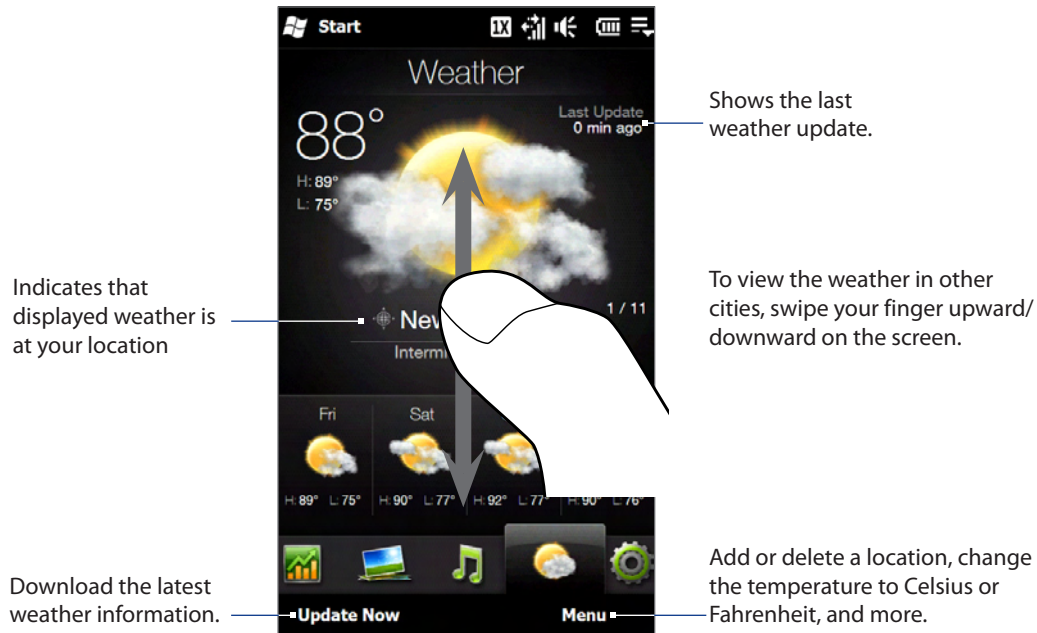 Start
1X
Weather
88°
H: 89°
L: 75°
Last Update
0 min ago
Shows the last
weather update.
Indicates that
displayed weather is
at your location
To view the weather in other
cities, swipe your finger upward/
downward on the screen.
1 / 11
Fri
Sat
H: 89° L: 75°
H: 90° L: 77°
H: 92° L: 77°
H: 90° L: 76°
Download the latest
weather information.
Update Now
Menu
Add or delete a location, change
the temperature to Celsius or
Fahrenheit, and more.